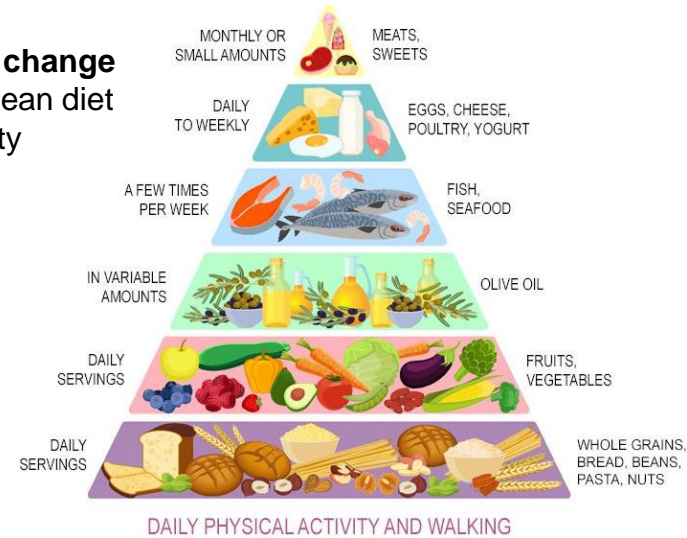 change
ean diet
ty
MONTHLY OR
SMALL AMOUNTS
MEATS,
SWEETS
DAILY
TO WEEKLY
EGGS, CHEESE,
POULTRY, YOGURT
A FEW TIMES
PER WEEK
FISH,
SEAFOOD
IN VARIABLE
AMOUNTS
OLIVE OIL
DAILY
SERVINGS
FRUITS,
VEGETABLES
DAILY
SERVINGS
WHOLE GRAINS,
BREAD, BEANS,
PASTA, NUTS
DAILY PHYSICAL ACTIVITY AND WALKING